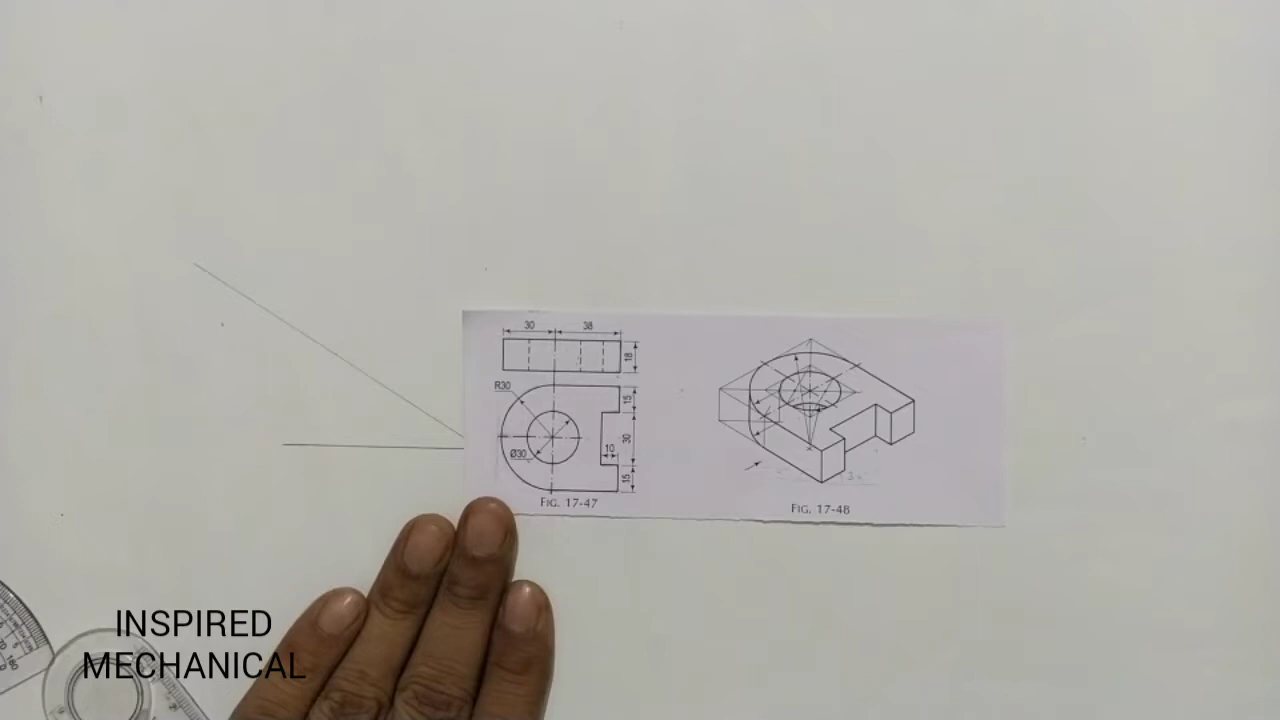 30 38
18
R30
15
30
10
Ø30
15
FIG. 17-47
FIG. 17-48
INSPIRED
MECHANICAL